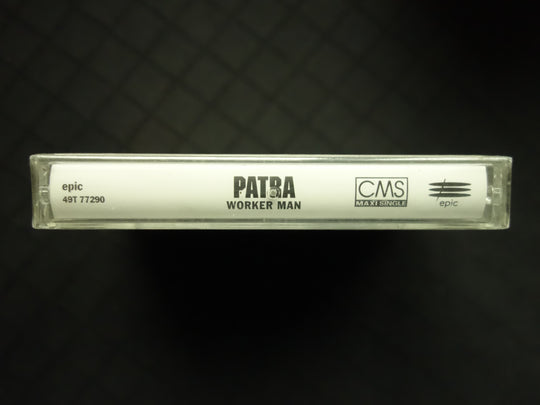 epic
49T 77290
PATRA
WORKER MAN
CMS
MAXI SINGLE
epic